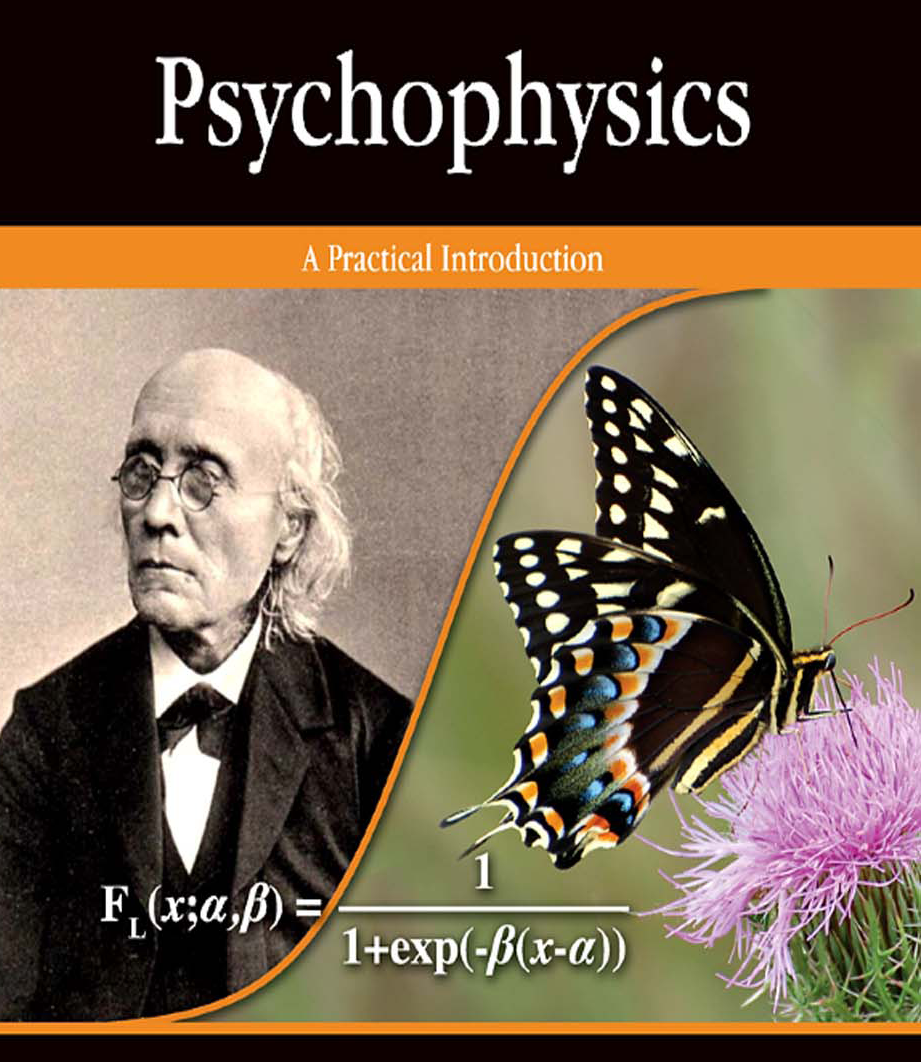 Psychophysics
A Practical Introduction
F_L(x;α,β) = 1
1+exp(-β(x-α))